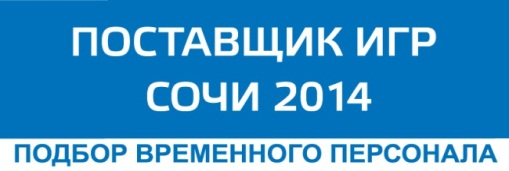 ПОСТАВЩИК ИГР
СОЧИ 2014
ПОДБОР ВРЕМЕННОГО ПЕРСОНАЛА